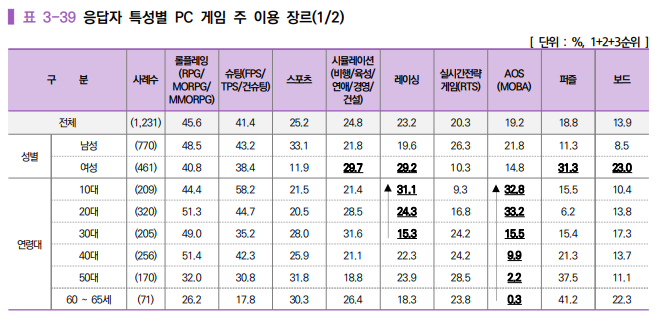 표 3-39 응답자 특성별 PC 게임 주 이용 장르(1/2)
[ 단위 : %, 1+2+3순위 ]
구 분 사례수 롤플레잉(RPG/MORPG/MMORPG) 슈팅(FPS/TPS/건슈팅) 스포츠 시뮬레이션(비행/육성/연애/경영/건설) 레이싱 실시간전략게임(RTS) AOS(MOBA) 퍼즐 보드
전체 (1,231) 45.6 41.4 25.2 24.8 23.2 20.3 19.2 18.8 13.9
성별 남성 (770) 48.5 43.2 33.1 21.8 19.6 26.3 21.8 11.3 8.5
여성 (461) 40.8 38.4 11.9 29.7 29.2 10.3 14.8 31.3 23.0
연령대 10대 (209) 44.4 58.2 21.5 21.4 31.1 9.3 32.8 15.5 10.4
20대 (320) 51.3 44.7 20.5 28.5 24.3 16.8 33.2 6.2 13.8
30대 (205) 49.0 35.2 28.0 31.6 15.3 24.2 15.5 15.4 17.3
40대 (256) 51.4 42.3 25.9 21.1 22.3 24.2 9.9 21.3 13.7
50대 (170) 32.0 30.8 31.8 18.8 23.9 28.5 2.2 37.5 11.1
60 ~ 65세 (71) 26.2 17.8 30.3 26.4 18.3 23.8 0.3 41.2 22.3